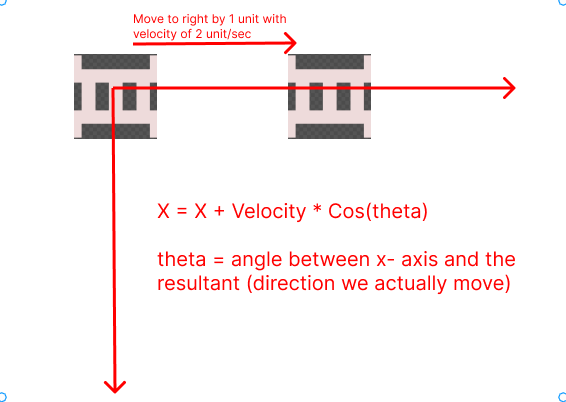 Move to right by 1 unit with
velocity of 2 unit/sec
X = X + Velocity * Cos(theta)
theta = angle between x- axis and the
resultant (direction we actually move)